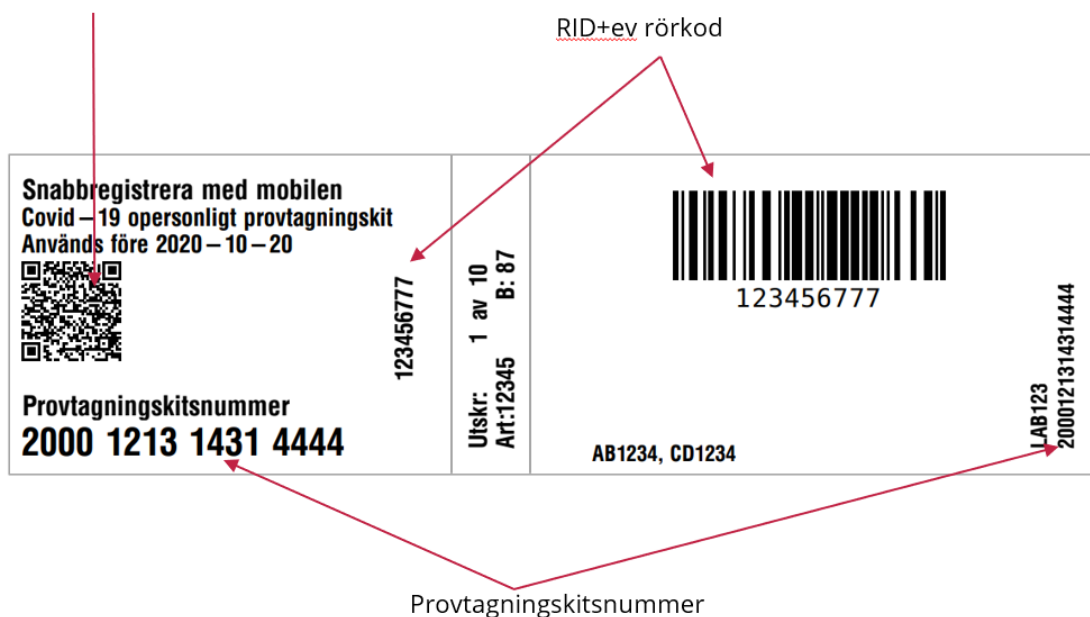 RID+ev rörkod
Snabbregistrera med mobilen
Covid – 19 opersonligt provtagningskit
Används före 2020 – 10 – 20
123456777
Provtagningskitsnummer
2000 1213 1431 4444
Utskr: 1 av 10
Art:12345 B: 87
123456777
AB1234, CD1234
LAB123
2000121314314444
Provtagningskitsnummer